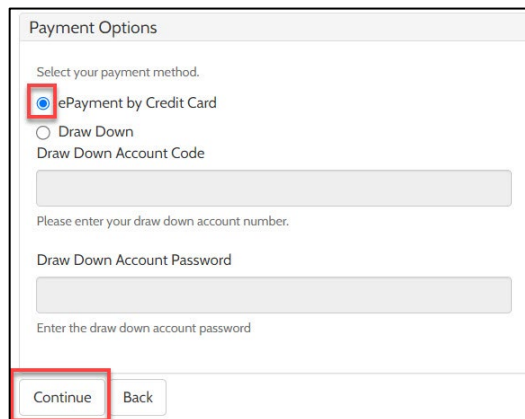 Payment Options
Select your payment method.
ePayment by Credit Card
Draw Down
Draw Down Account Code
Please enter your draw down account number.
Draw Down Account Password
Enter the draw down account password
Continue Back